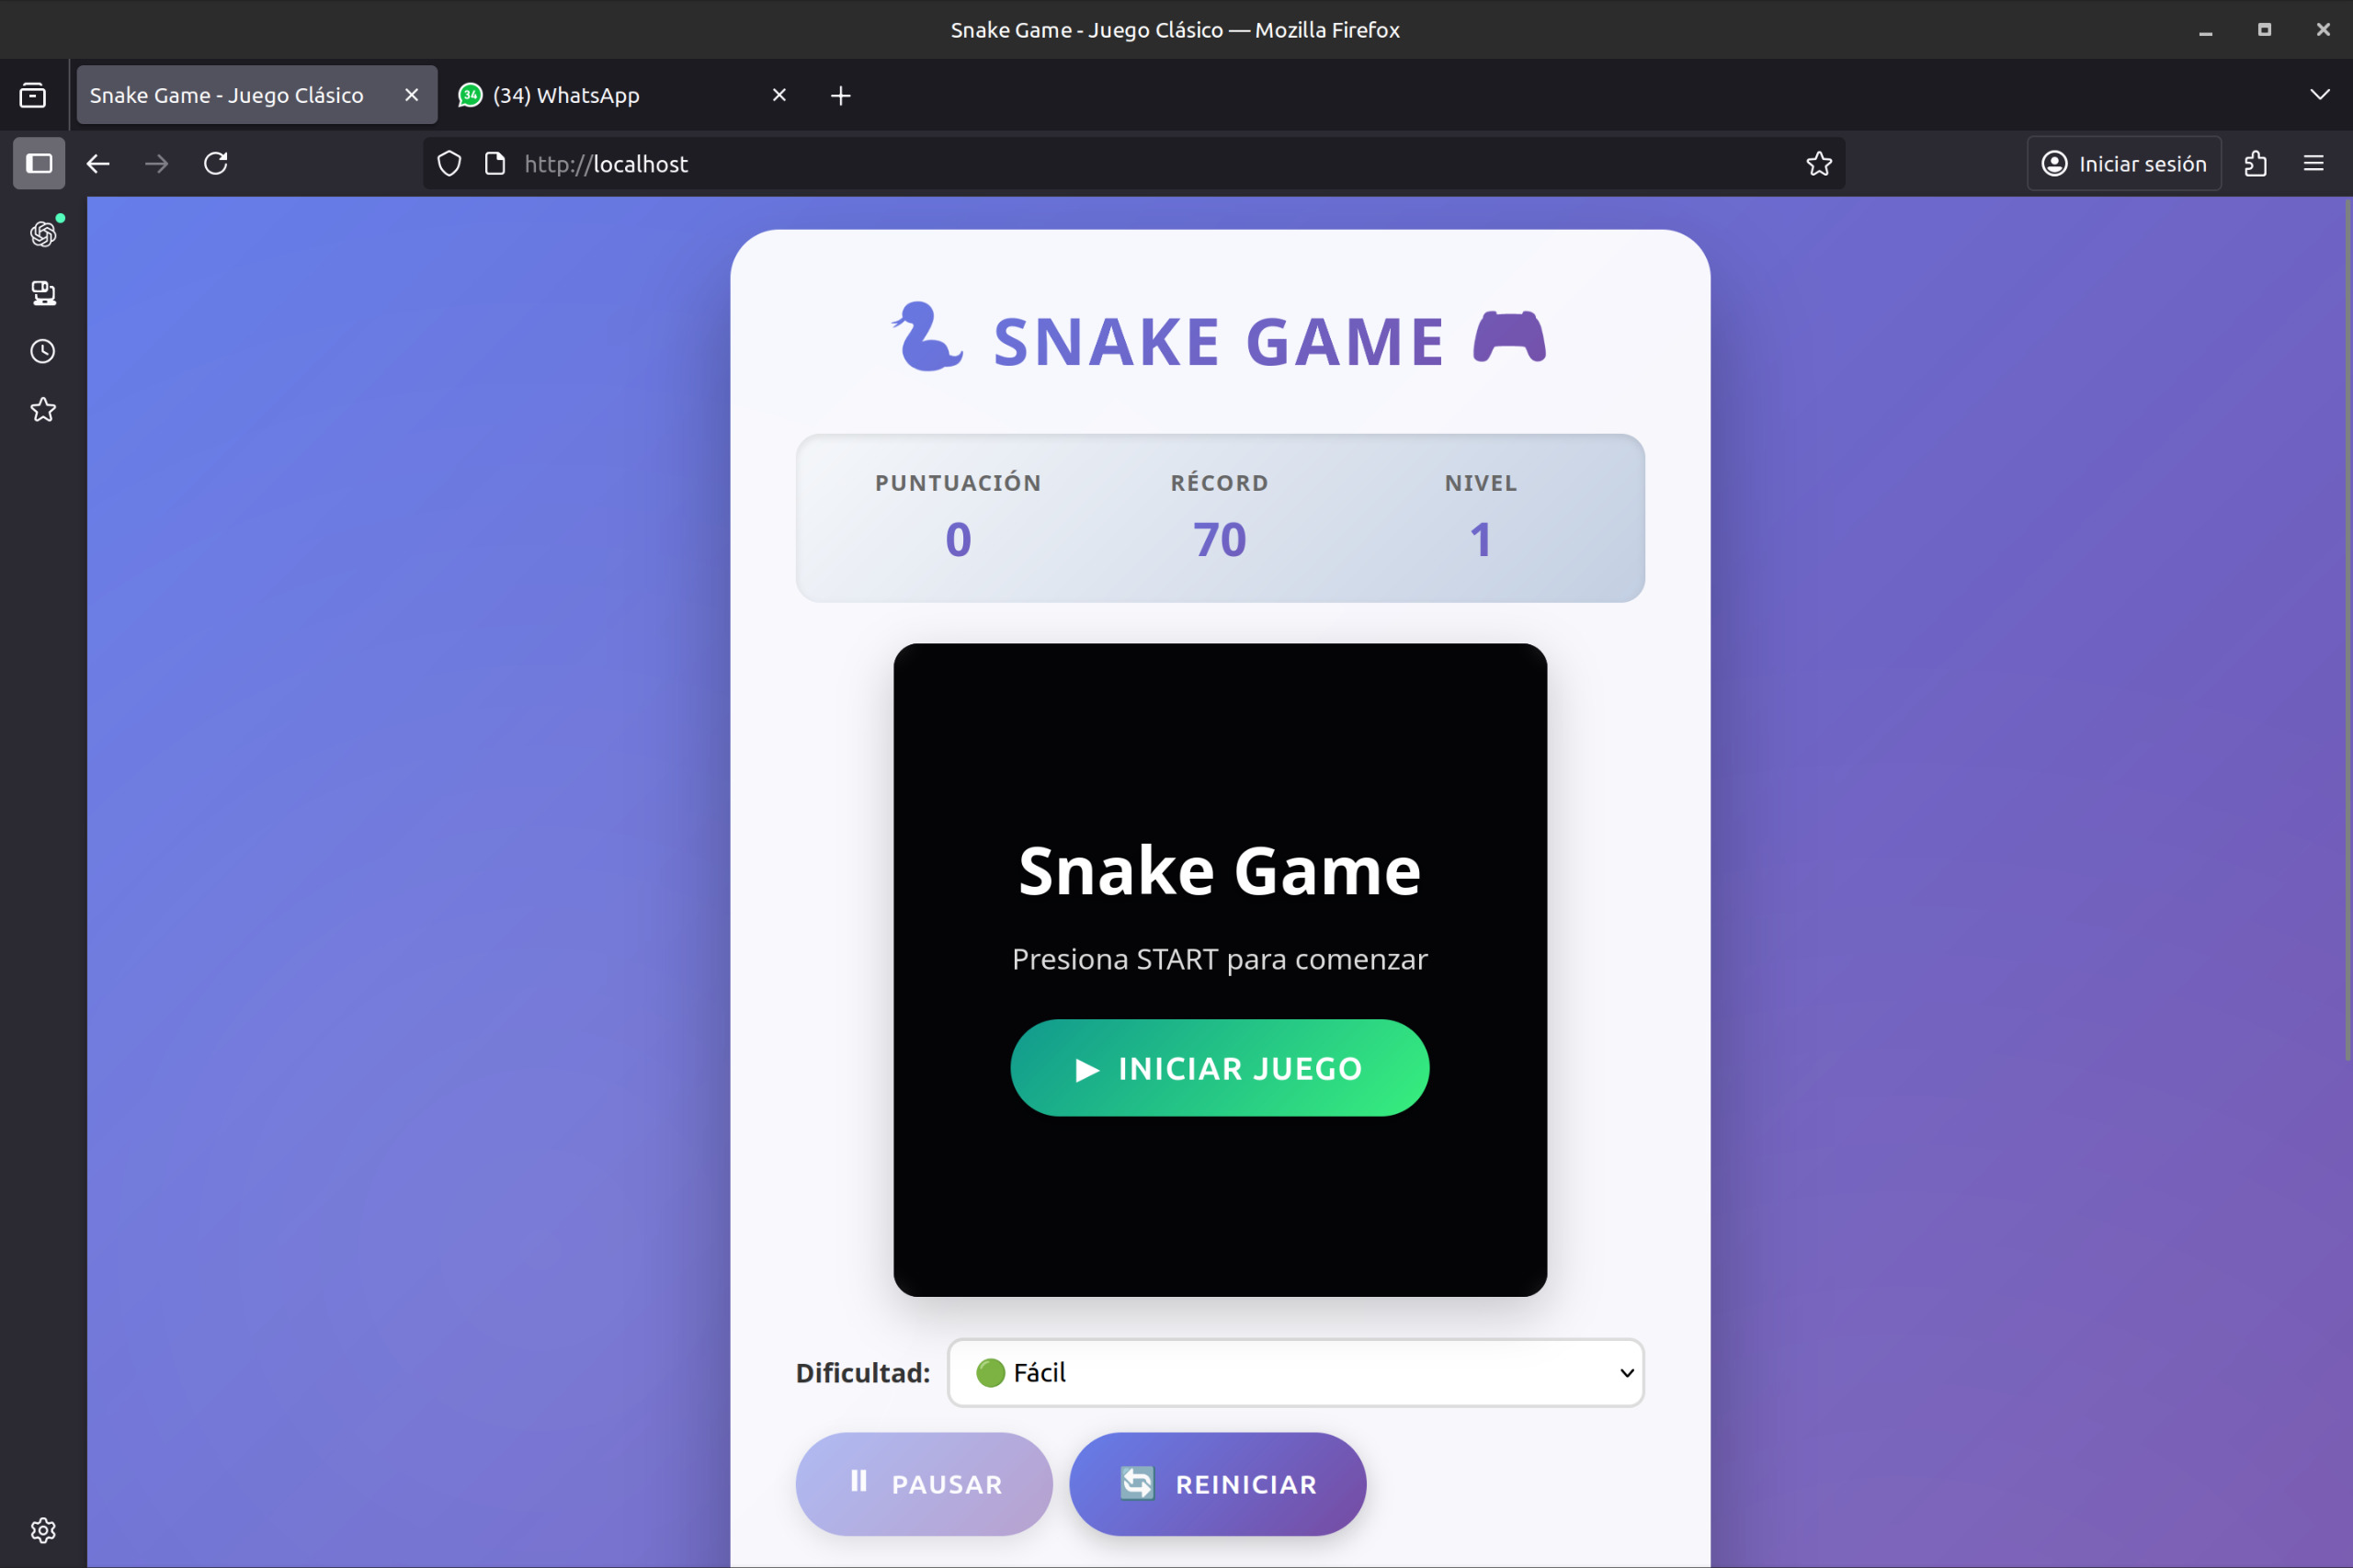 Snake Game - Juego Clásico — Mozilla Firefox
Snake Game - Juego Clásico
34 (34) WhatsApp
http://localhost
Iniciar sesión
SNAKE GAME
PUNTUACIÓN RÉCORD NIVEL
0 70 1
Snake Game
Presiona START para comenzar
▶ INICIAR JUEGO
Dificultad: 🟢 Fácil
⏸ PAUSAR 🔄 REINICIAR